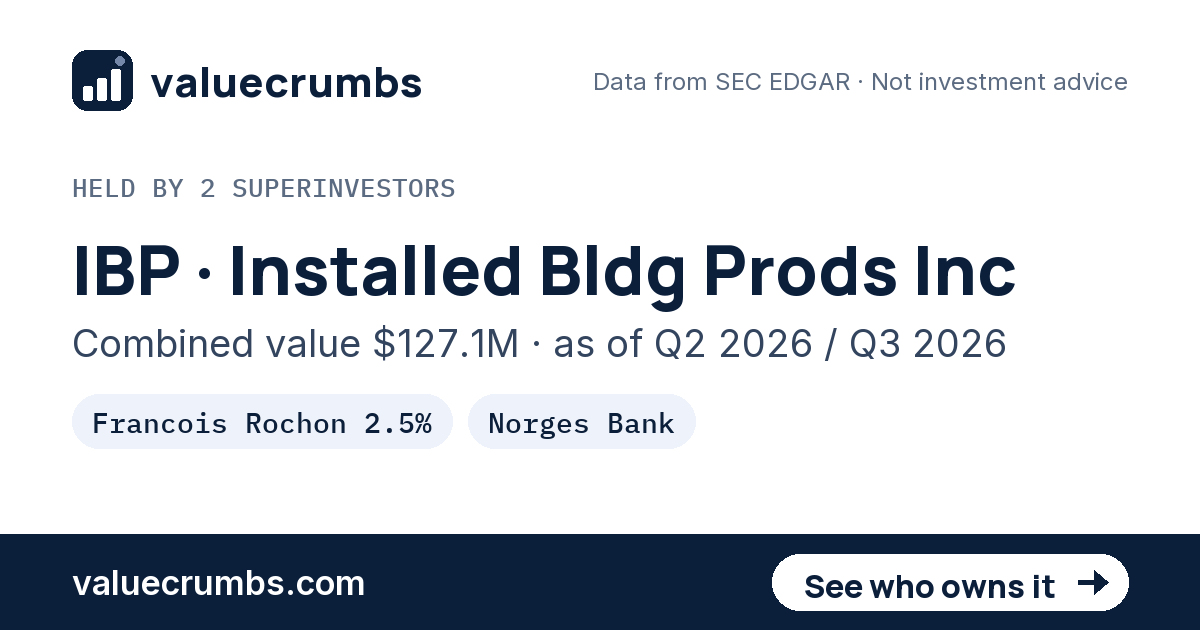 valuecrumbs
Data from SEC EDGAR · Not investment advice
HELD BY 2 SUPERINVESTORS
IBP · Installed Bldg Prods Inc
Combined value $127.1M · as of Q2 2026 / Q3 2026
Francois Rochon 2.5%
Norges Bank
valuecrumbs.com
See who owns it →